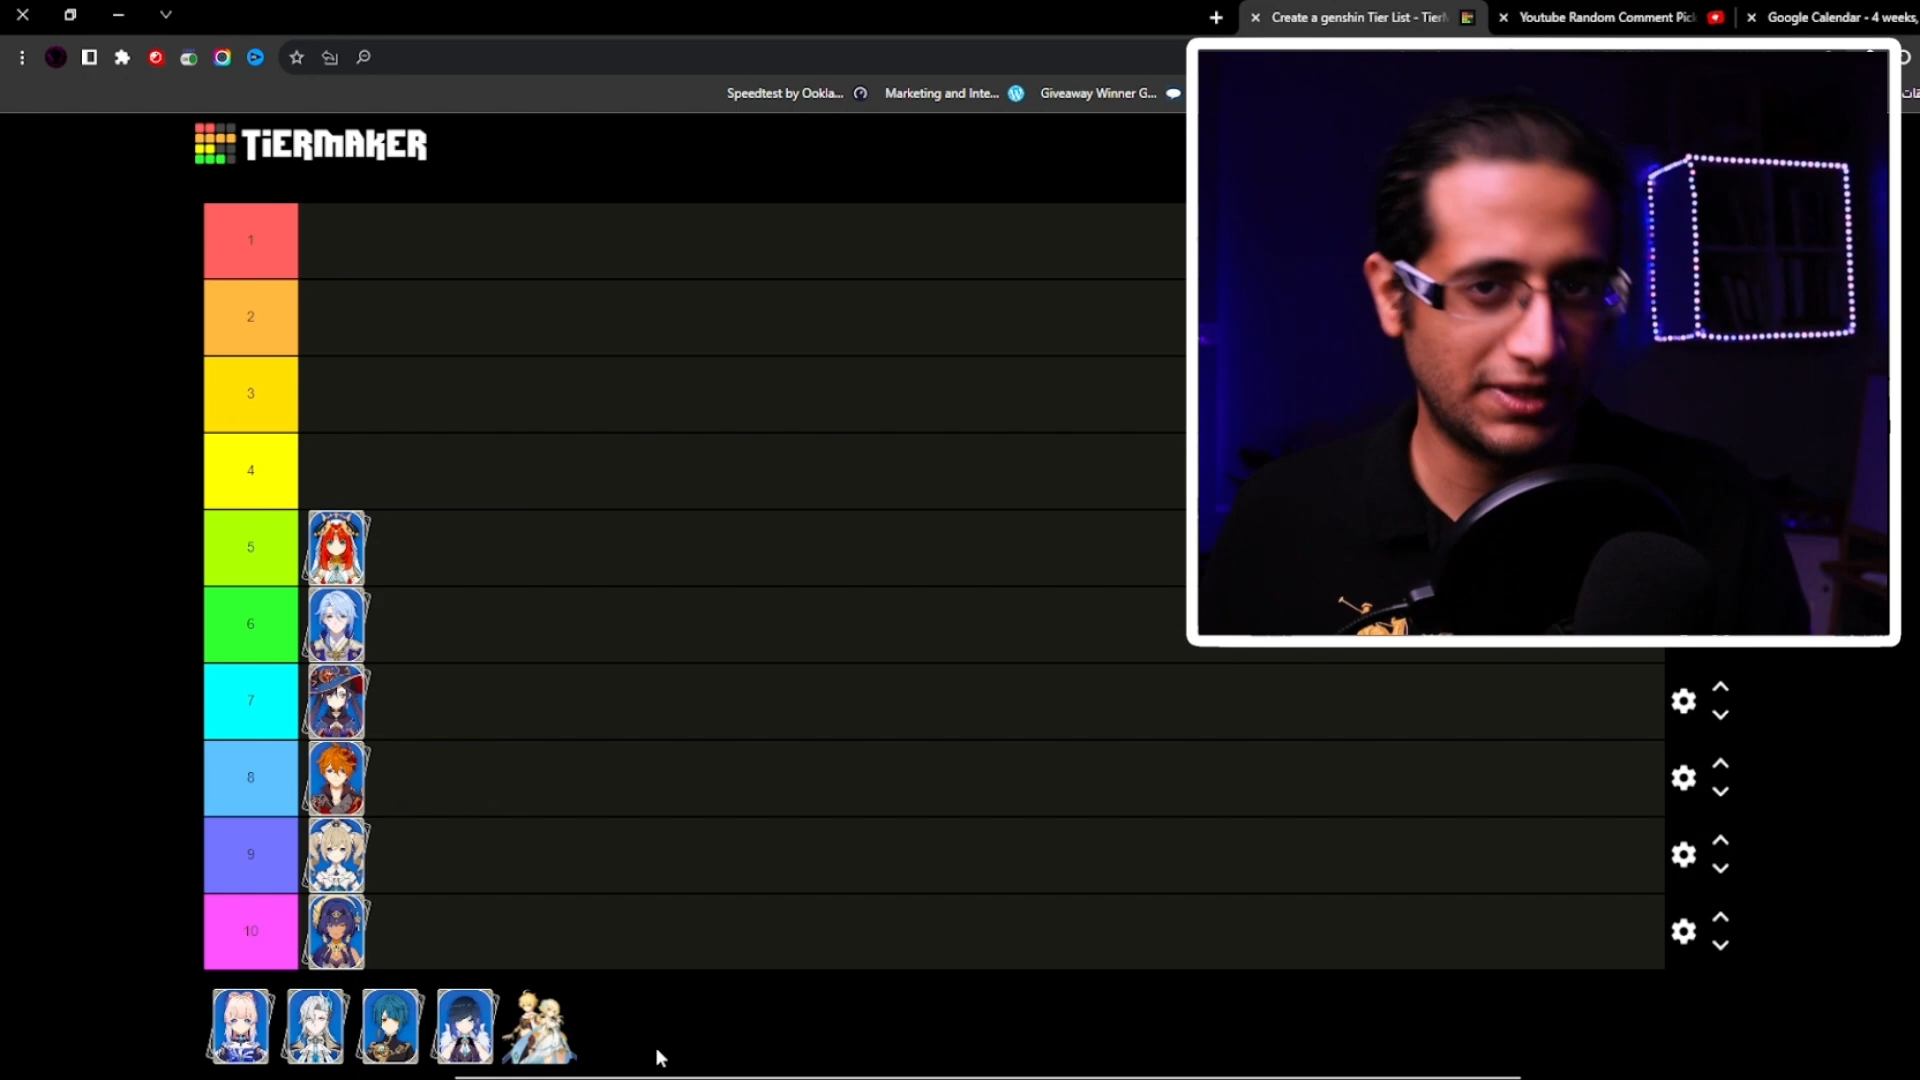 Create a genshin Tier List - Tier
Youtube Random Comment Pic
Google Calendar - 4 weeks,
Speedtest by Ookla...
Marketing and Inte...
Giveaway Winner G...
TiERMAKER
1
2
3
4
5
6
7
8
9
10